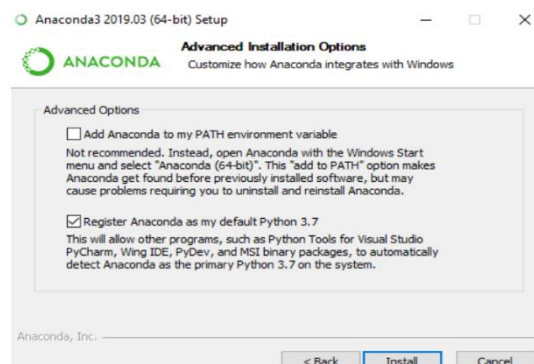 Anaconda3 2019.03 (64-bit) Setup
ANACONDA
Advanced Installation Options
Customize how Anaconda integrates with Windows
Advanced Options
Add Anaconda to my PATH environment variable
Not recommended. Instead, open Anaconda with the Windows Start
menu and select "Anaconda (64-bit)". This "add to PATH" option makes
Anaconda get found before previously installed software, but may
cause problems requiring you to uninstall and reinstall Anaconda.
Register Anaconda as my default Python 3.7
This will allow other programs, such as Python Tools for Visual Studio
PyCharm, Wing IDE, PyDev, and MSI binary packages, to automatically
detect Anaconda as the primary Python 3.7 on the system.
Anaconda, Inc.
< Back Install Cancel